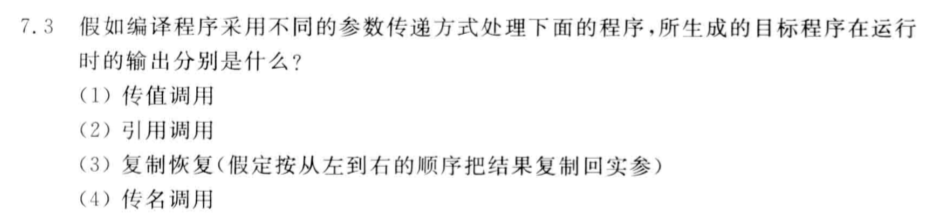 7.3 假如编译程序采用不同的参数传递方式处理下面的程序,所生成的目标程序在运行
时的输出分别是什么?
(1) 传值调用
(2) 引用调用
(3) 复制恢复(假定按从左到右的顺序把结果复制回实参)
(4) 传名调用